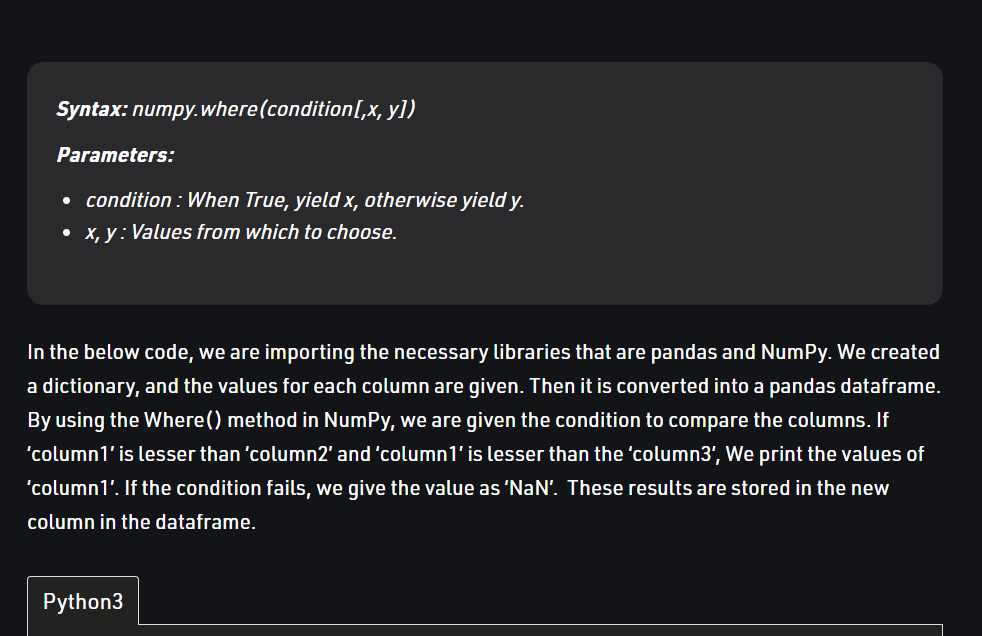 Syntax: numpy.where(condition[,x, y])
Parameters:
condition : When True, yield x, otherwise yield y.
x, y : Values from which to choose.
In the below code, we are importing the necessary libraries that are pandas and NumPy. We created
a dictionary, and the values for each column are given. Then it is converted into a pandas dataframe.
By using the Where() method in NumPy, we are given the condition to compare the columns. If
‘column1’ is lesser than ‘column2’ and ‘column1’ is lesser than the ‘column3’, We print the values of
‘column1’. If the condition fails, we give the value as ‘NaN’.  These results are stored in the new
column in the dataframe.
Python3